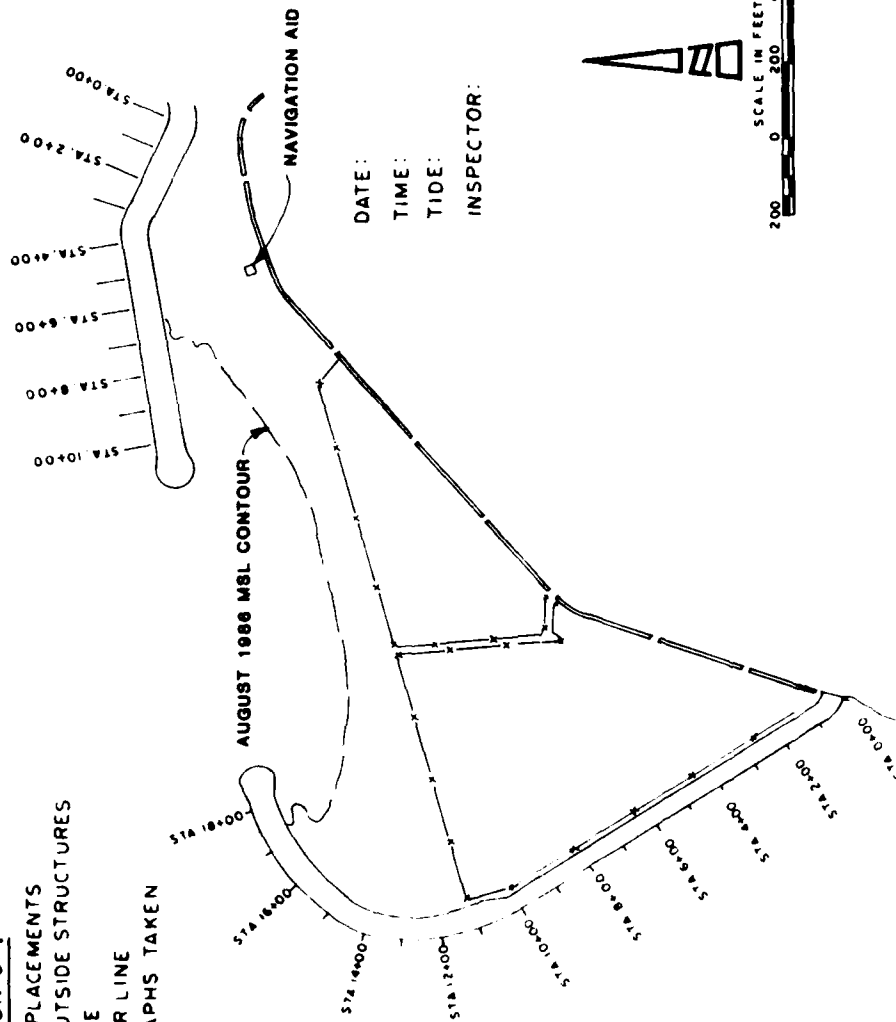 PLACEMENTS
UTSIDE STRUCTURES
E
R LINE
APHS TAKEN
STA 0+00
STA. 2+00
STA. 4+00
STA. 6+00
STA. 8+00
STA. 10+00
NAVIGATION AID
AUGUST 1986 MSL CONTOUR
DATE:
TIME:
TIDE:
INSPECTOR:
SCALE IN FEET
200 0 200
STA 18+00
STA 16+00
STA 14+00
STA 12+00
STA 10+00
STA 8+00
STA 6+00
STA 4+00
STA 2+00
STA 0+00